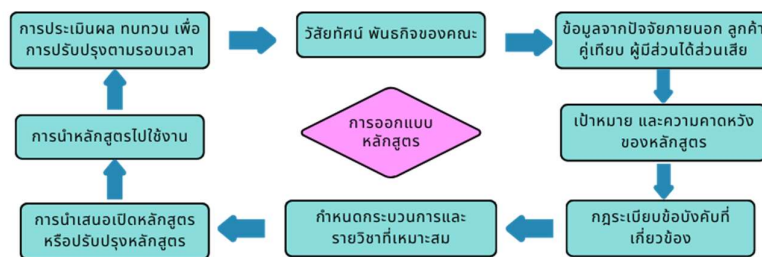 การประเมินผล ทบทวน เพื่อ
การปรับปรุงตามรอบเวลา
วิสัยทัศน์ พันธกิจของคณะ
ข้อมูลจากปัจจัยภายนอก ลูกค้า
คู่เทียบ ผู้มีส่วนได้ส่วนเสีย
การนำหลักสูตรไปใช้งาน
การออกแบบ
หลักสูตร
เป้าหมาย และความคาดหวัง
ของหลักสูตร
การนำเสนอเปิดหลักสูตร
หรือปรับปรุงหลักสูตร
กำหนดกระบวนการและ
รายวิชาที่เหมาะสม
กฎระเบียบข้อบังคับที่
เกี่ยวข้อง